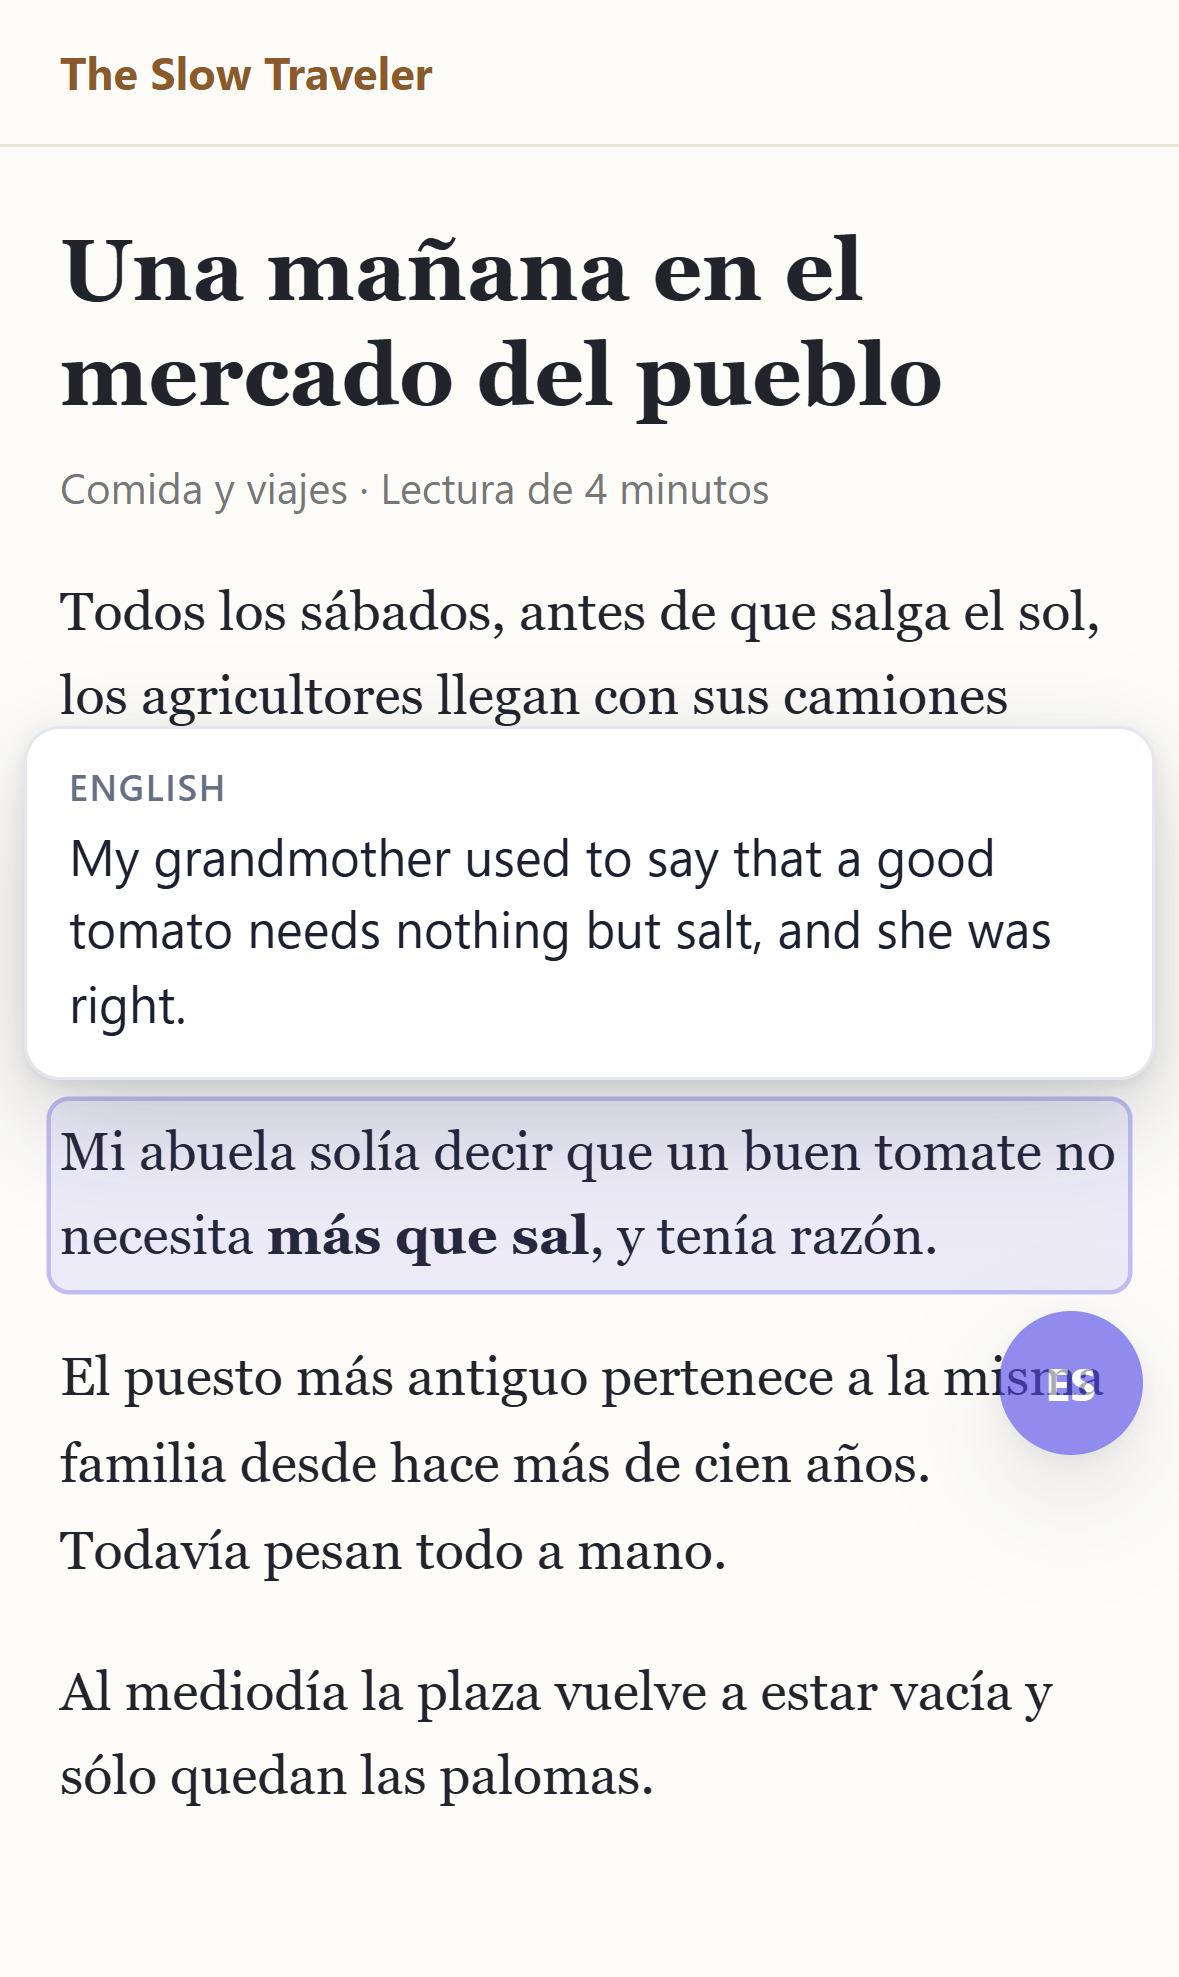 The Slow Traveler
Una mañana en el
mercado del pueblo
Comida y viajes · Lectura de 4 minutos
Todos los sábados, antes de que salga el sol,
los agricultores llegan con sus camiones
ENGLISH
My grandmother used to say that a good
tomato needs nothing but salt, and she was
right.
Mi abuela solía decir que un buen tomate no
necesita más que sal, y tenía razón.
El puesto más antiguo pertenece a la misma
ES
familia desde hace más de cien años.
Todavía pesan todo a mano.
Al mediodía la plaza vuelve a estar vacía y
sólo quedan las palomas.